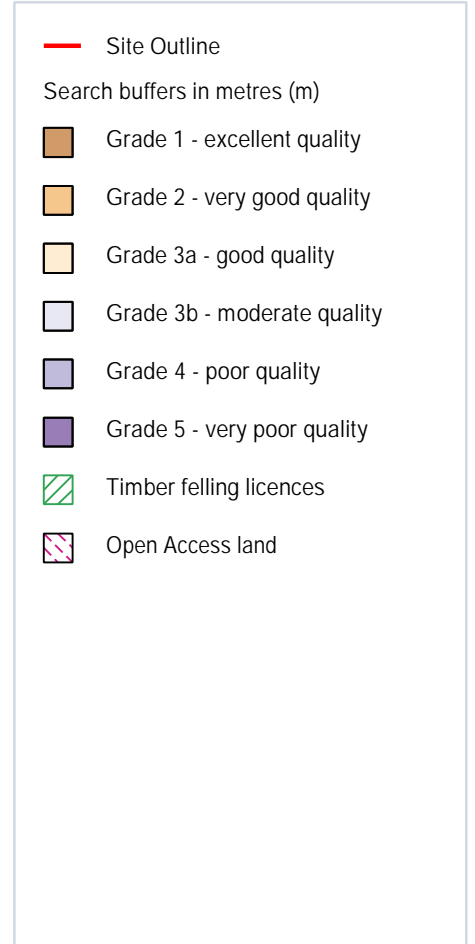 Site Outline
Search buffers in metres (m)
Grade 1 - excellent quality
Grade 2 - very good quality
Grade 3a - good quality
Grade 3b - moderate quality
Grade 4 - poor quality
Grade 5 - very poor quality
Timber felling licences
Open Access land